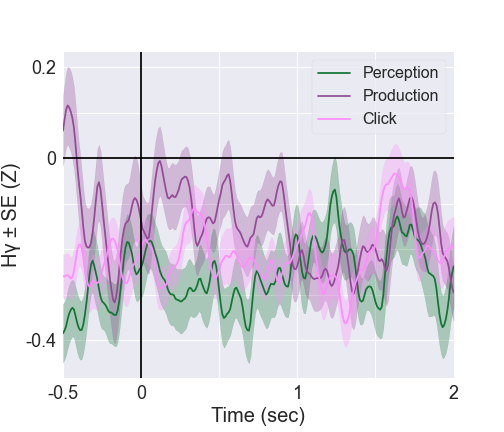 Perception
Production
Click
0.2
0
-0.4
Hγ ± SE (Z)
-0.5
0
1
2
Time (sec)